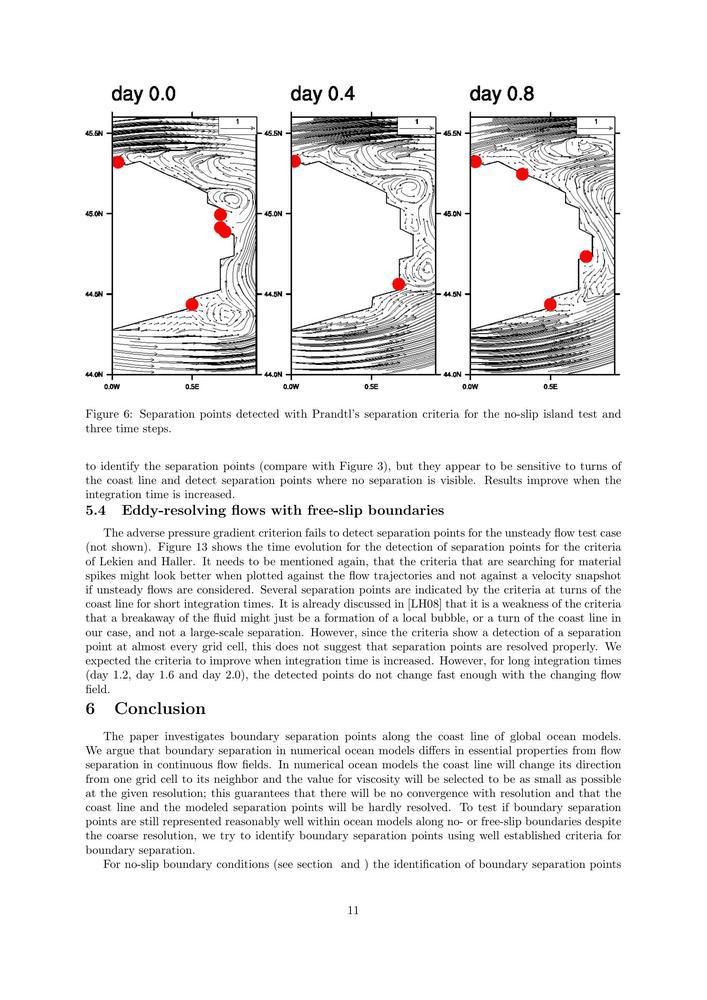 day 0.0 day 0.4 day 0.8
1 1 1
45.5N 45.5N 45.5N
45.0N 45.0N 45.0N
44.5N 44.5N 44.5N
44.0N 44.0N 44.0N
0.0W 0.5E 0.0W 0.5E 0.0W 0.5E
Figure 6: Separation points detected with Prandtl's separation criteria for the no-slip island test and
three time steps.
to identify the separation points (compare with Figure 3), but they appear to be sensitive to turns of
the coast line and detect separation points where no separation is visible. Results improve when the
integration time is increased.
5.4 Eddy-resolving flows with free-slip boundaries
The adverse pressure gradient criterion fails to detect separation points for the unsteady flow test case
(not shown). Figure 13 shows the time evolution for the detection of separation points for the criteria
of Lekien and Haller. It needs to be mentioned again, that the criteria that are searching for material
spikes might look better when plotted against the flow trajectories and not against a velocity snapshot
if unsteady flows are considered. Several separation points are indicated by the criteria at turns of the
coast line for short integration times. It is already discussed in [LH08] that it is a weakness of the criteria
that a breakaway of the fluid might just be a formation of a local bubble, or a turn of the coast line in
our case, and not a large-scale separation. However, since the criteria show a detection of a separation
point at almost every grid cell, this does not suggest that separation points are resolved properly. We
expected the criteria to improve when integration time is increased. However, for long integration times
(day 1.2, day 1.6 and day 2.0), the detected points do not change fast enough with the changing flow
field.
6 Conclusion
The paper investigates boundary separation points along the coast line of global ocean models.
We argue that boundary separation in numerical ocean models differs in essential properties from flow
separation in continuous flow fields. In numerical ocean models the coast line will change its direction
from one grid cell to its neighbor and the value for viscosity will be selected to be as small as possible
at the given resolution; this guarantees that there will be no convergence with resolution and that the
coast line and the modeled separation points will be hardly resolved. To test if boundary separation
points are still represented reasonably well within ocean models along no- or free-slip boundaries despite
the coarse resolution, we try to identify boundary separation points using well established criteria for
boundary separation.
For no-slip boundary conditions (see section and ) the identification of boundary separation points
11